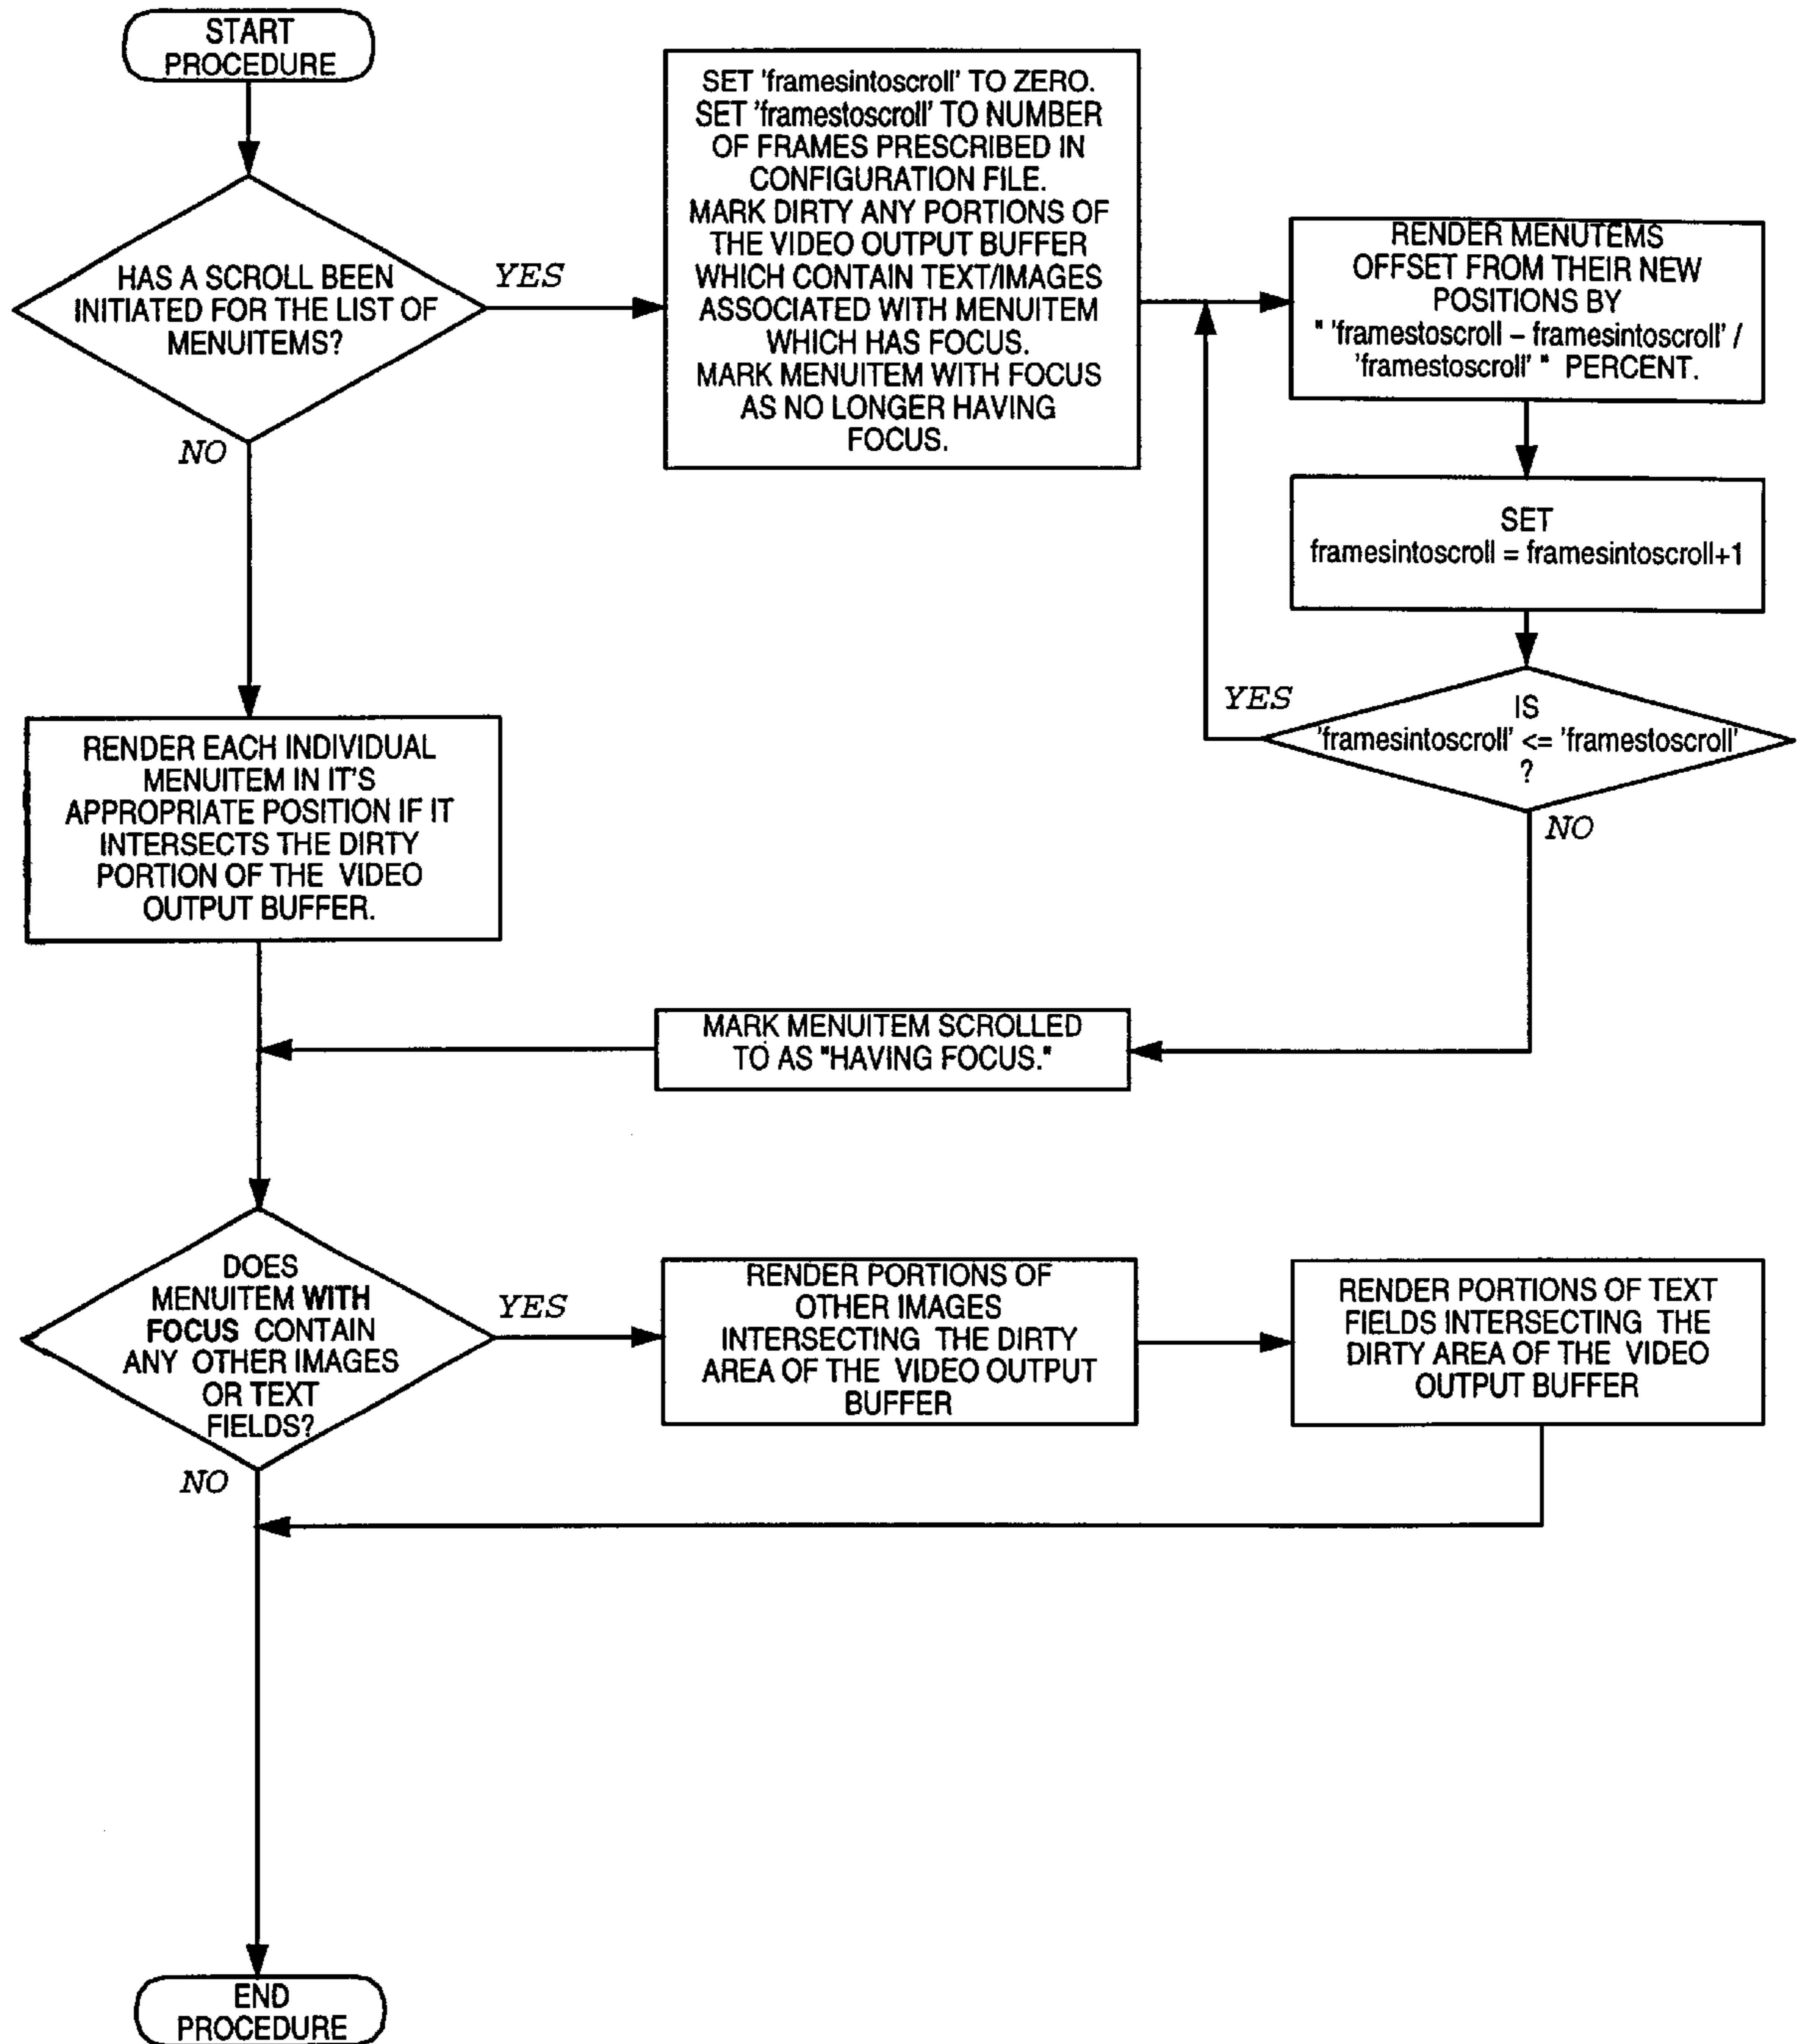 START
PROCEDURE
HAS A SCROLL BEEN
INITIATED FOR THE LIST OF
MENUITEMS?
YES
NO
SET 'framesintoscroll' TO ZERO.
SET 'framestoscroll' TO NUMBER
OF FRAMES PRESCRIBED IN
CONFIGURATION FILE.
MARK DIRTY ANY PORTIONS OF
THE VIDEO OUTPUT BUFFER
WHICH CONTAIN TEXT/IMAGES
ASSOCIATED WITH MENUITEM
WHICH HAS FOCUS.
MARK MENUITEM WITH FOCUS
AS NO LONGER HAVING
FOCUS.
RENDER MENUTEMS
OFFSET FROM THEIR NEW
POSITIONS BY
" 'framestoscroll – framesintoscroll' /
'framestoscroll' " PERCENT.
SET
framesintoscroll = framesintoscroll+1
YES
IS
'framesintoscroll' <= 'framestoscroll'
?
NO
RENDER EACH INDIVIDUAL
MENUITEM IN IT'S
APPROPRIATE POSITION IF IT
INTERSECTS THE DIRTY
PORTION OF THE VIDEO
OUTPUT BUFFER.
MARK MENUITEM SCROLLED
TO AS "HAVING FOCUS."
DOES
MENUITEM WITH
FOCUS CONTAIN
ANY OTHER IMAGES
OR TEXT
FIELDS?
YES
NO
RENDER PORTIONS OF
OTHER IMAGES
INTERSECTING THE DIRTY
AREA OF THE VIDEO OUTPUT
BUFFER
RENDER PORTIONS OF TEXT
FIELDS INTERSECTING THE
DIRTY AREA OF THE VIDEO
OUTPUT BUFFER
END
PROCEDURE